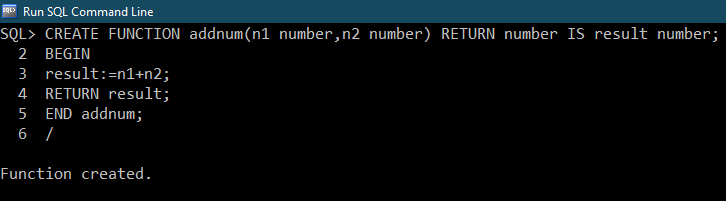 SQL> Run SQL Command Line
SQL> CREATE FUNCTION addnum(n1 number,n2 number) RETURN number IS result number;
2 BEGIN
3 result:=n1+n2;
4 RETURN result;
5 END addnum;
6 /
Function created.